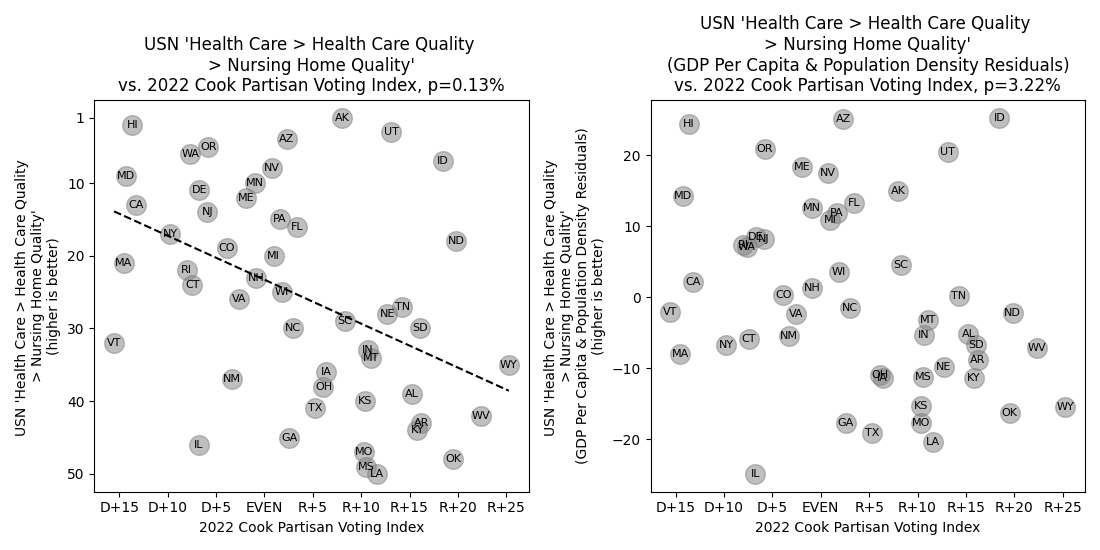 USN 'Health Care > Health Care Quality
> Nursing Home Quality'
vs. 2022 Cook Partisan Voting Index, p=0.13%
USN 'Health Care > Health Care Quality
> Nursing Home Quality'
(higher is better)
1
10
20
30
40
50
AK
HI
UT
AZ
OR
WA
ID
NV
MD
MN
DE
ME
CA
NJ
PA
FL
NY
ND
CO
MI
MA
RI
NH
CT
WI
VA
NE
TN
SC
NC
SD
VT
IN
MT
WY
IA
NM
OH
AL
KS
TX
WV
AR
KY
GA
IL
MO
OK
MS
LA
D+15
D+10
D+5
EVEN
R+5
R+10
R+15
R+20
R+25
2022 Cook Partisan Voting Index
USN 'Health Care > Health Care Quality
> Nursing Home Quality'
(GDP Per Capita & Population Density Residuals)
vs. 2022 Cook Partisan Voting Index, p=3.22%
USN 'Health Care > Health Care Quality
> Nursing Home Quality'
(GDP Per Capita & Population Density Residuals)
(higher is better)
20
10
0
−10
−20
ID
AZ
HI
OR
UT
ME
NV
AK
MD
FL
MN
PA
MI
DE
NJ
RI
WA
SC
WI
CA
NH
CO
TN
NC
VT
ND
VA
MT
AL
IN
NM
CT
NY
SD
WV
MA
AR
NE
OH
IA
MS
KY
KS
WY
OK
GA
MO
TX
LA
IL
D+15
D+10
D+5
EVEN
R+5
R+10
R+15
R+20
R+25
2022 Cook Partisan Voting Index